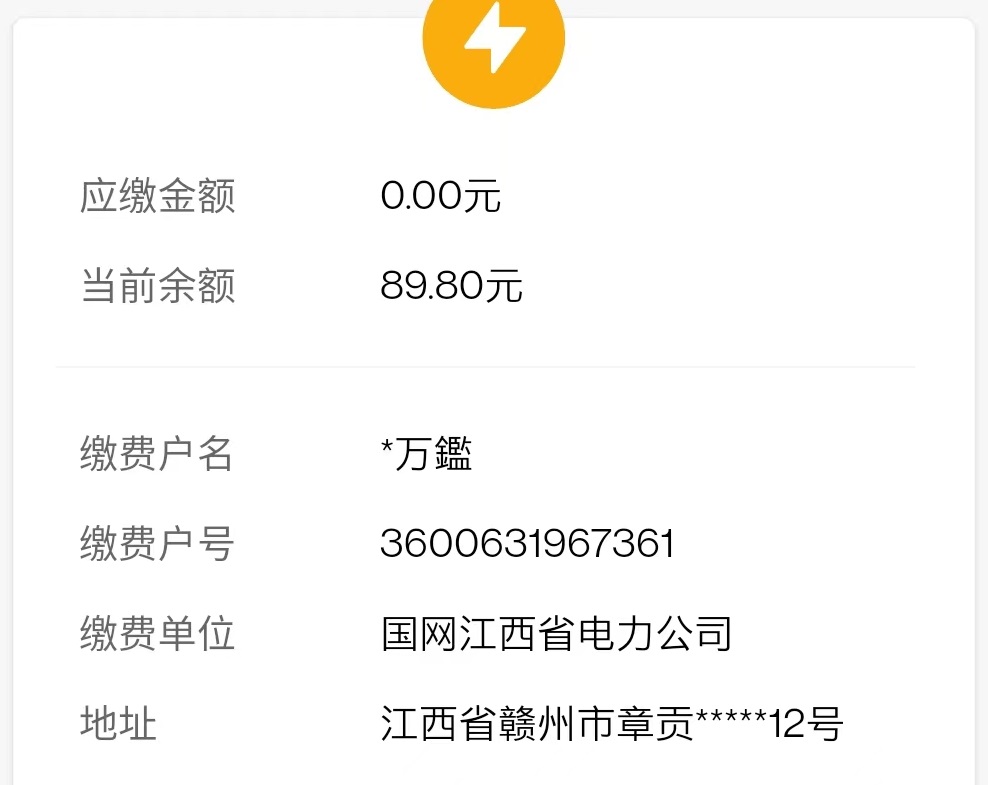 应缴金额 0.00元
当前余额 89.80元
缴费户名 *万鑑
缴费户号 3600631967361
缴费单位 国网江西省电力公司
地址 江西省赣州市章贡*****12号